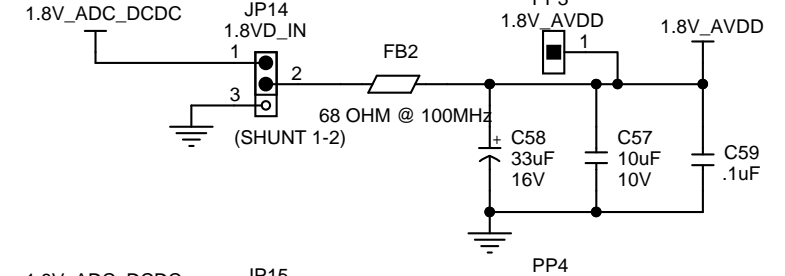 1.8V_ADC_DCDC
JP14
1.8VD_IN
1
2
3
(SHUNT 1-2)
FB2
68 OHM @ 100MHz
1.8V_AVDD
1
1.8V_AVDD
+
C58
33uF
16V
C57
10uF
10V
C59
.1uF
JP15
PP4